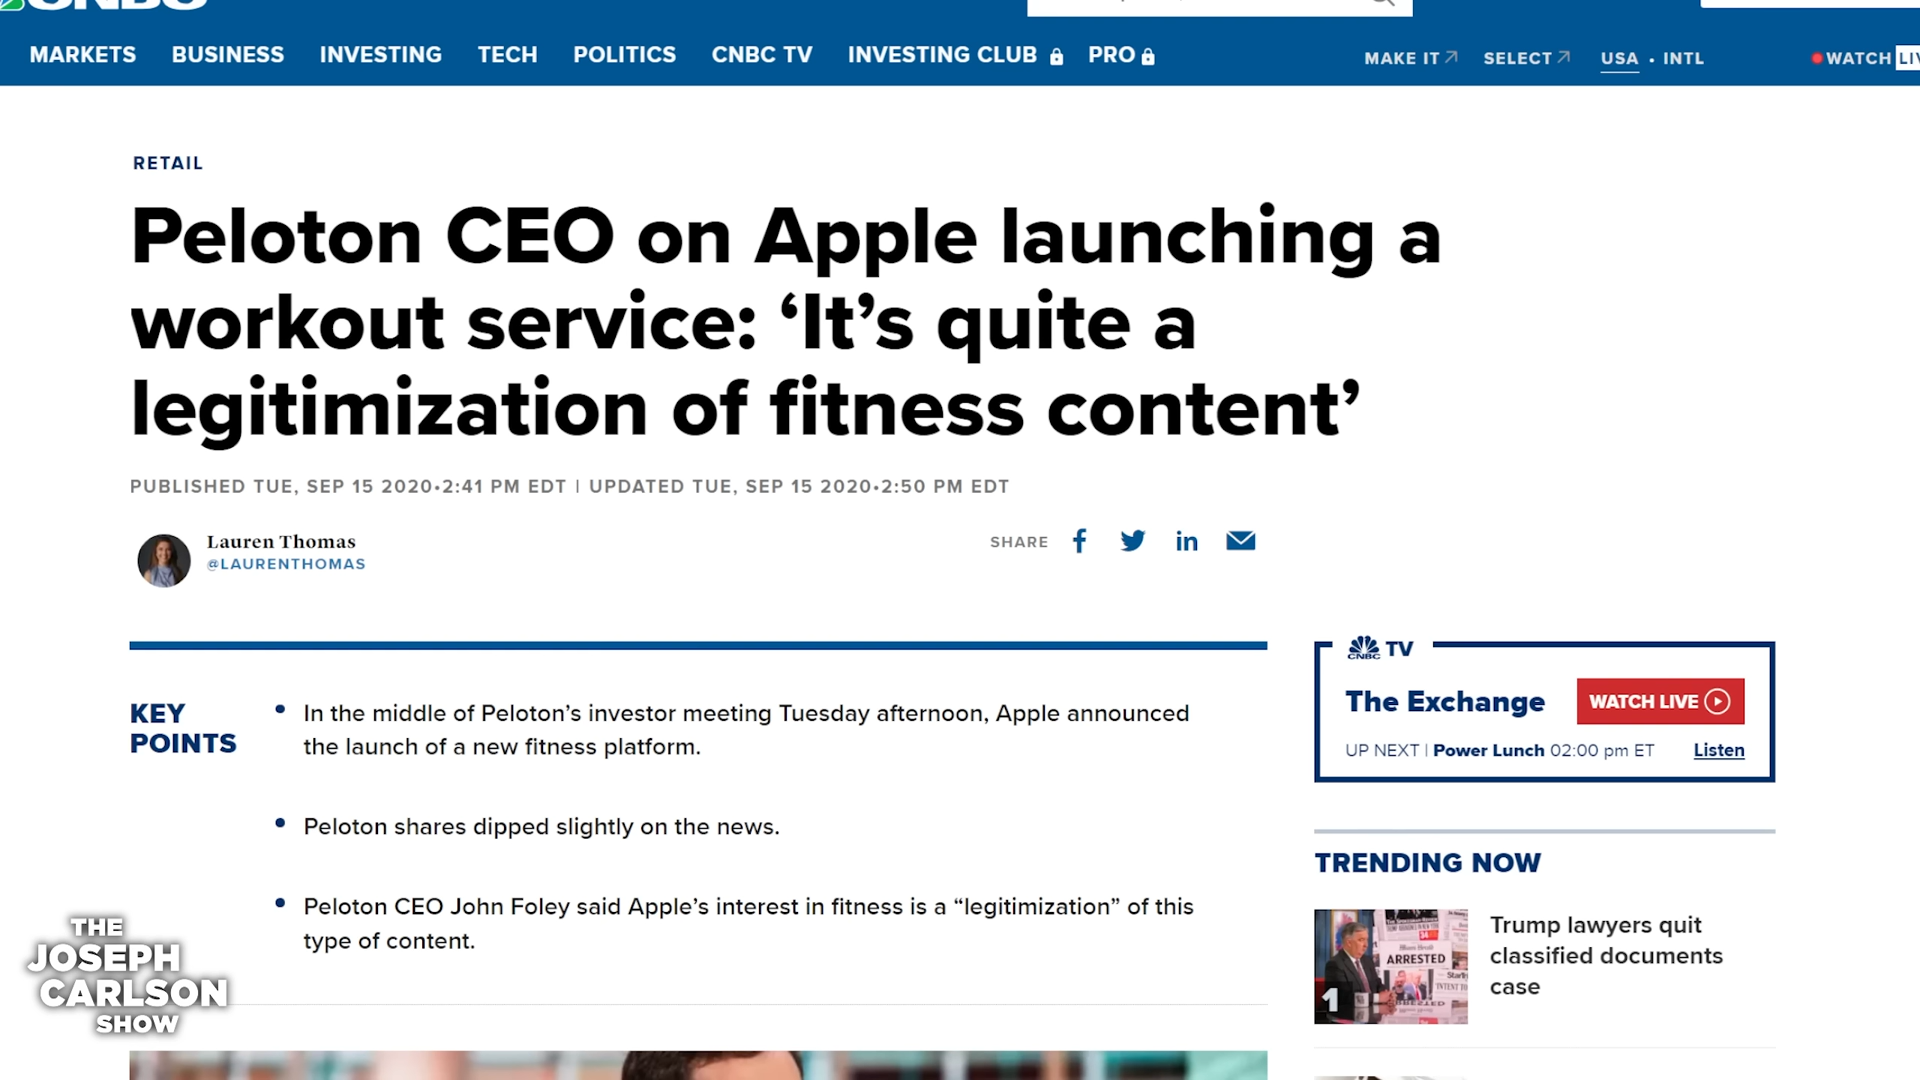 CNBC
MARKETS BUSINESS INVESTING TECH POLITICS CNBC TV INVESTING CLUB PRO MAKE IT SELECT USA • INTL WATCH LIV
RETAIL
Peloton CEO on Apple launching a
workout service: ‘It’s quite a
legitimization of fitness content’
PUBLISHED TUE, SEP 15 2020•2:41 PM EDT | UPDATED TUE, SEP 15 2020•2:50 PM EDT
Lauren Thomas
@LAURENTHOMAS
SHARE
KEY
POINTS
In the middle of Peloton’s investor meeting Tuesday afternoon, Apple announced
the launch of a new fitness platform.
Peloton shares dipped slightly on the news.
Peloton CEO John Foley said Apple’s interest in fitness is a “legitimization” of this
type of content.
CNBC TV
The Exchange WATCH LIVE
UP NEXT | Power Lunch 02:00 pm ET Listen
TRENDING NOW
ARRESTED
1
Trump lawyers quit
classified documents
case
THE
JOSEPH
CARLSON
SHOW